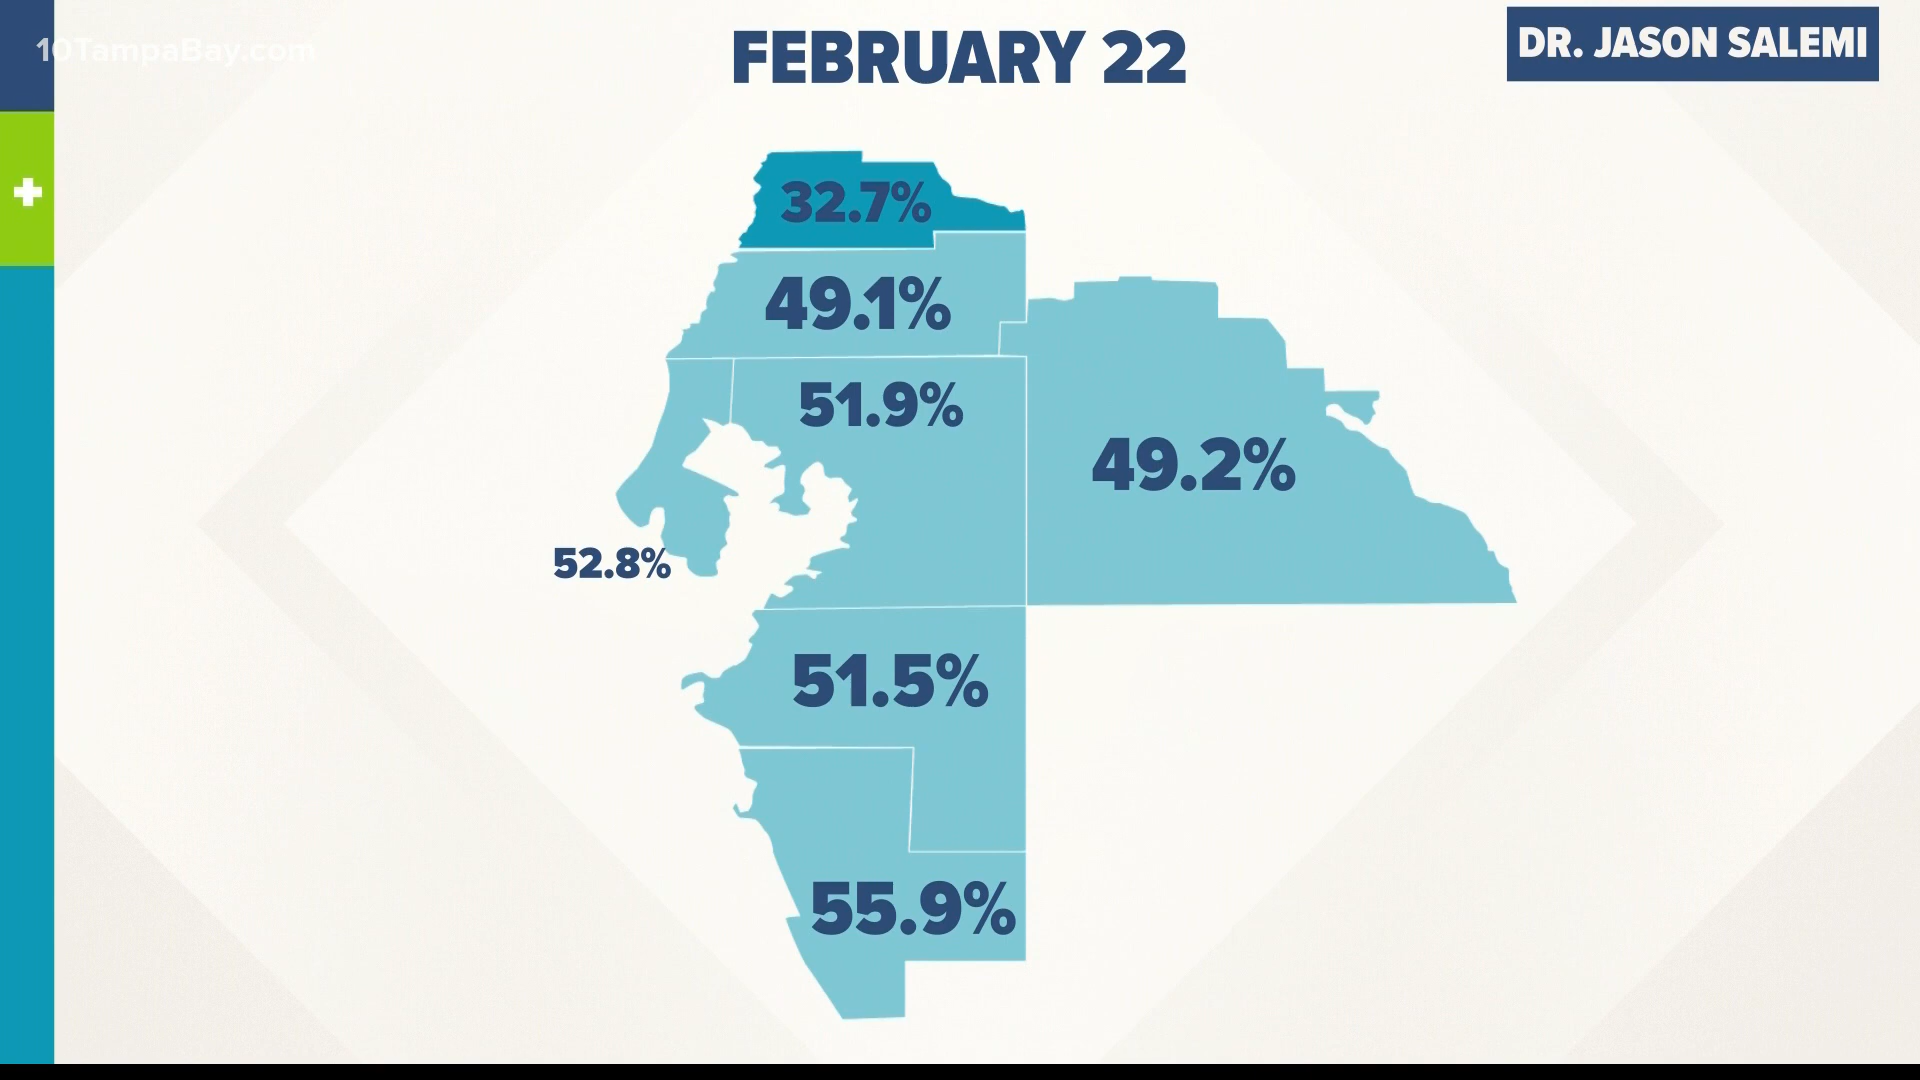 10TampaBay.com
FEBRUARY 22
DR. JASON SALEMI
32.7%
49.1%
51.9%
49.2%
52.8%
51.5%
55.9%